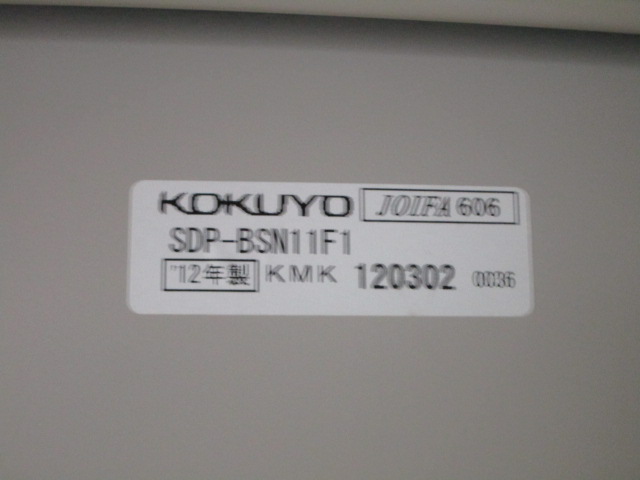 KOKUYO JOIFA 606
SDP-BSN11F1
'12年製 KMK 120302 0036